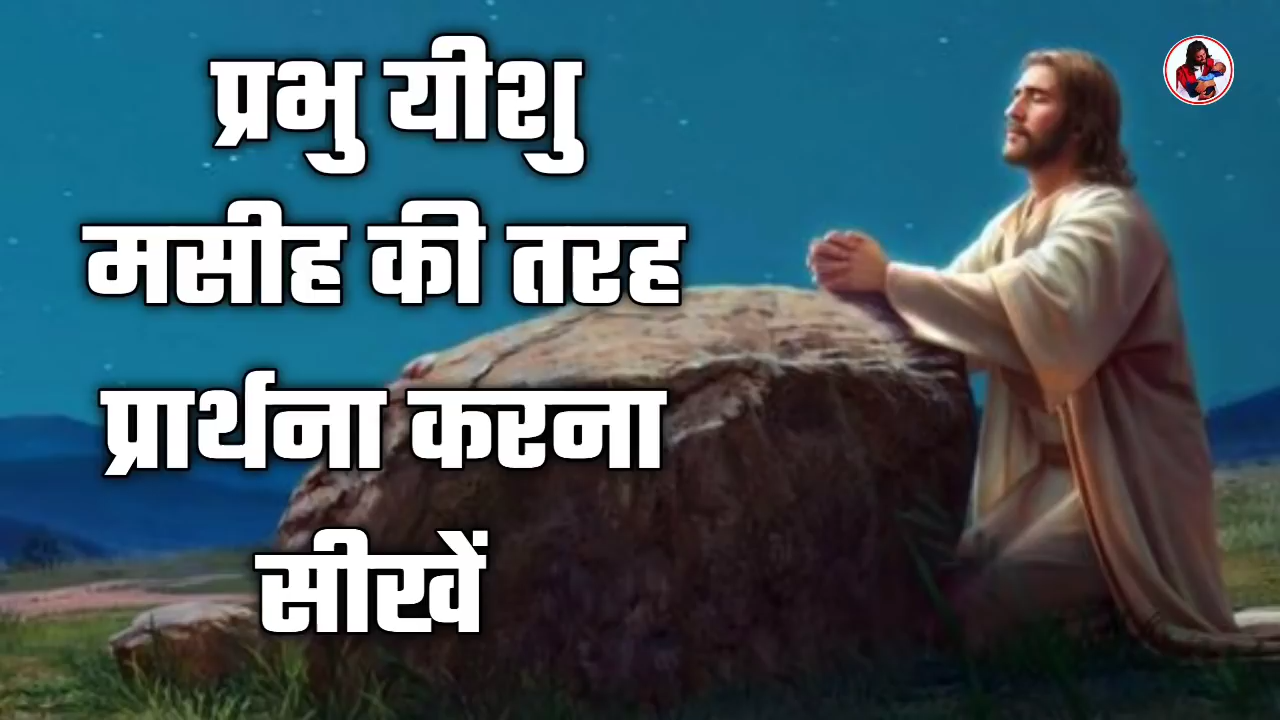 प्रभु यीशु
मसीह की तरह
प्रार्थना करना
सीखें